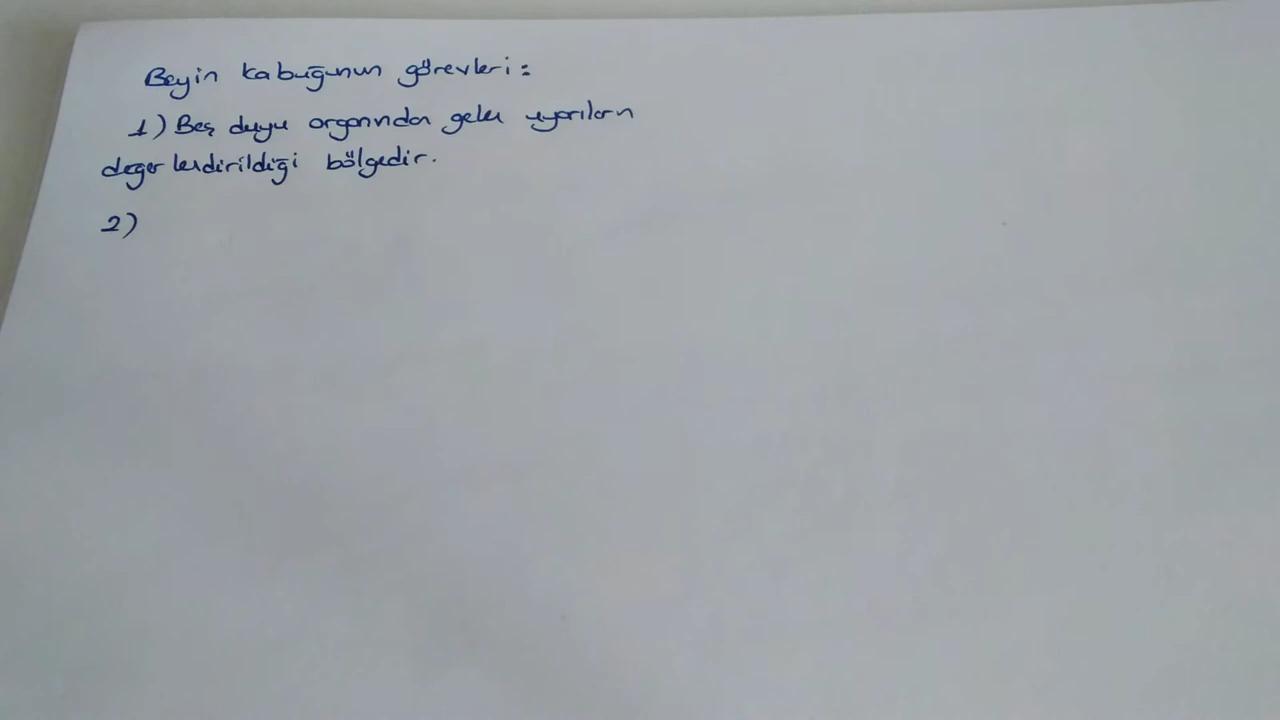 Beyin kabuğunun görevleri:
1) Beş duyu organından gelen uyarıların
değerlendirildiği bölgedir.
2)